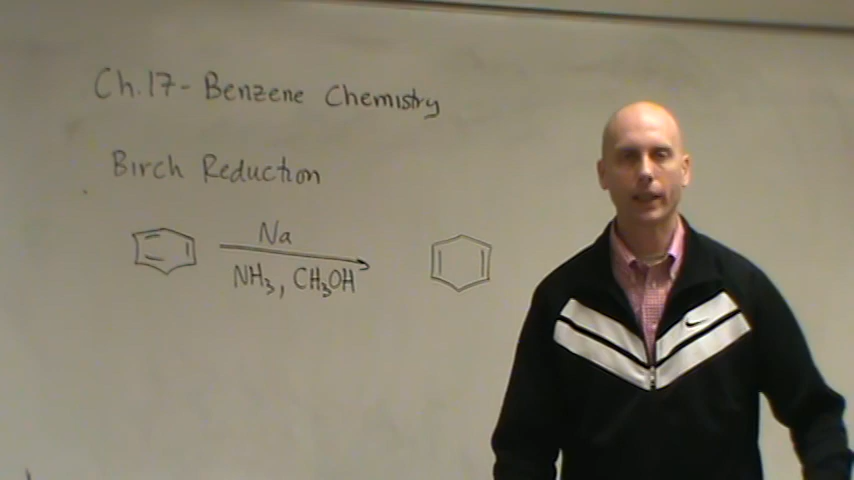 Ch.17 - Benzene Chemistry
Birch Reduction
Na
NH₃, CH₃OH